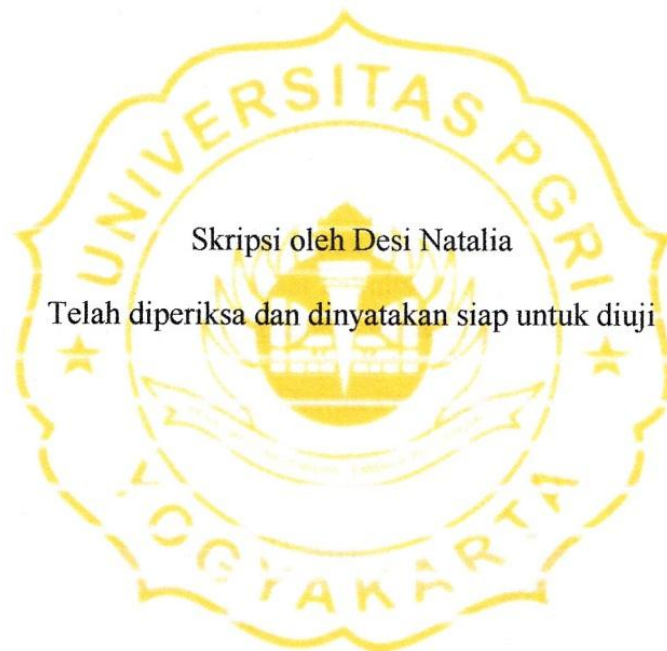 UNIVERSITAS PGRI
Skripsi oleh Desi Natalia
Telah diperiksa dan dinyatakan siap untuk diuji
YOGYAKARTA